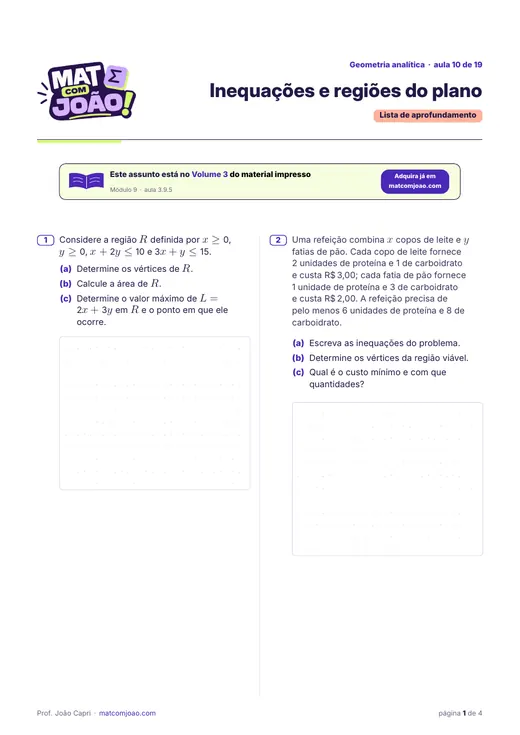 MAT
COM
JOÃO!
Σ
Geometria analítica · aula 10 de 19
Inequações e regiões do plano
Lista de aprofundamento
Este assunto está no Volume 3 do material impresso
Módulo 9 · aula 3.9.5
Adquira já em
matcomjoao.com
1 Considere a região R definida por x ≥ 0,
y ≥ 0, x + 2y ≤ 10 e 3x + y ≤ 15.
(a) Determine os vértices de R.
(b) Calcule a área de R.
(c) Determine o valor máximo de L =
2x + 3y em R e o ponto em que ele
ocorre.
2 Uma refeição combina x copos de leite e y
fatias de pão. Cada copo de leite fornece
2 unidades de proteína e 1 de carboidrato
e custa R$ 3,00; cada fatia de pão fornece
1 unidade de proteína e 3 de carboidrato
e custa R$ 2,00. A refeição precisa de
pelo menos 6 unidades de proteína e 8 de
carboidrato.
(a) Escreva as inequações do problema.
(b) Determine os vértices da região viável.
(c) Qual é o custo mínimo e com que
quantidades?
Prof. João Capri · matcomjoao.com
página 1 de 4